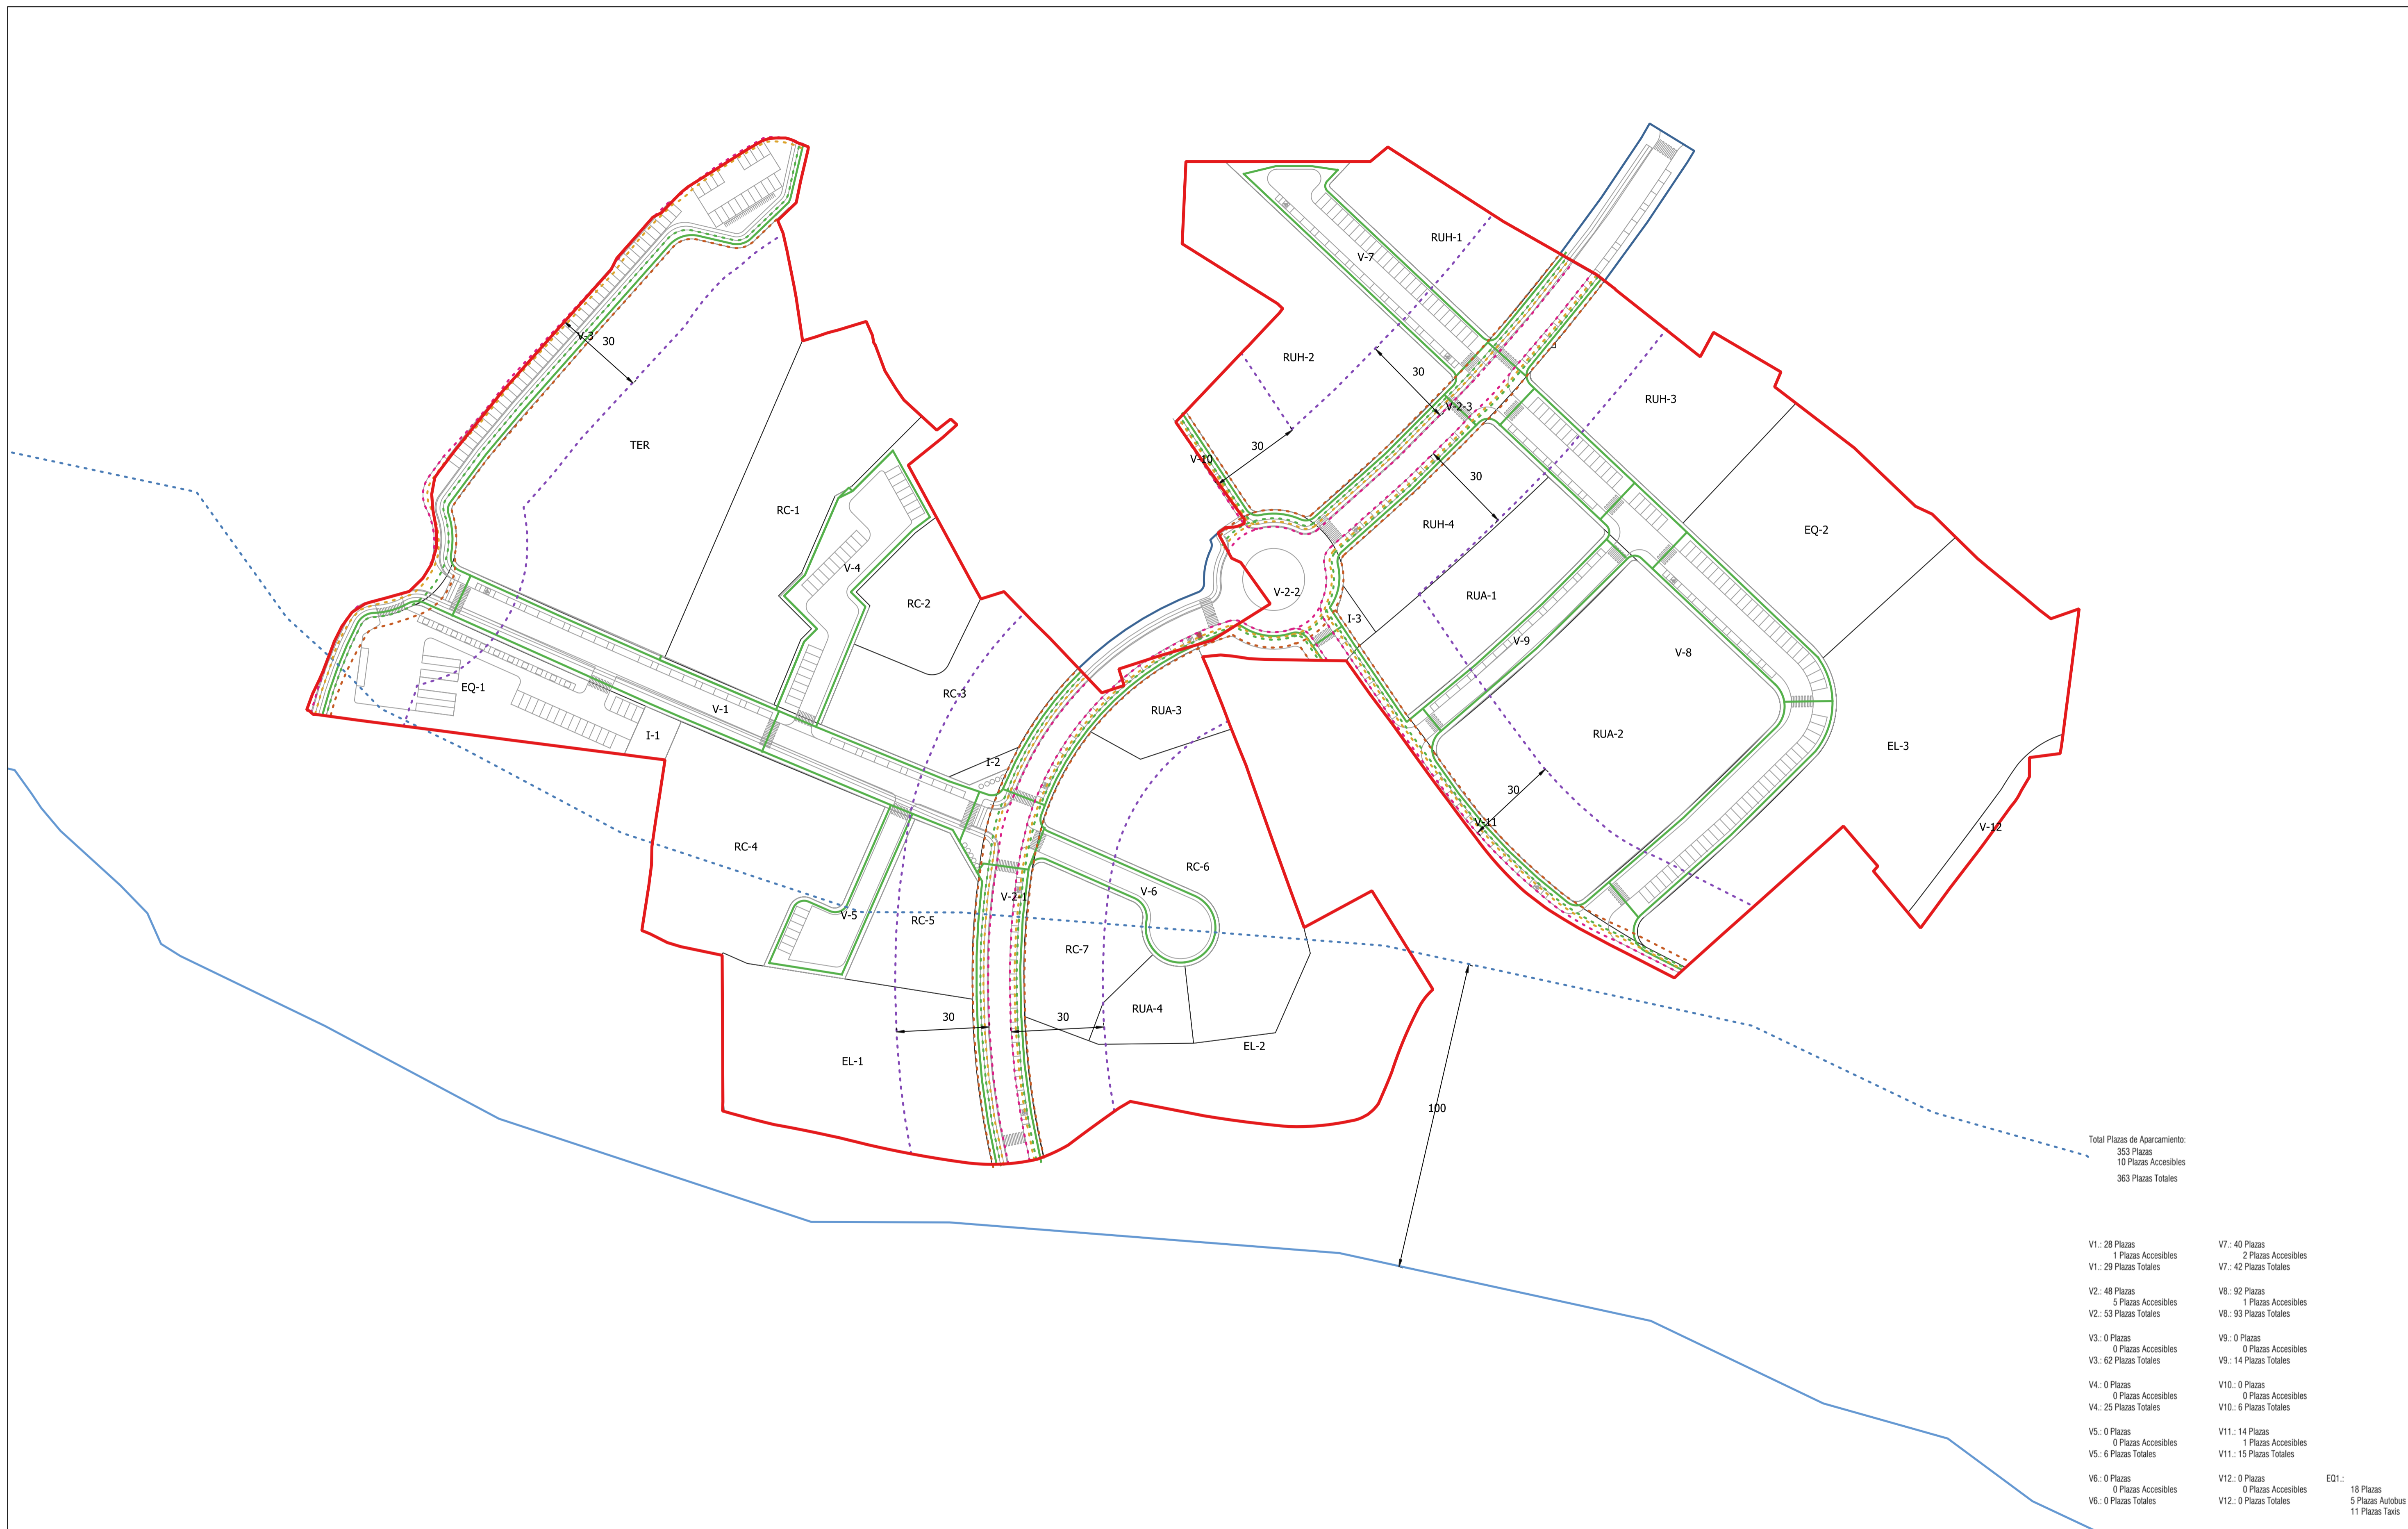 RUH-1
V-7
V-3
30
RUH-2
30
V-2-3
RUH-3
TER
30
V-10
30
RC-1
RUH-4
EQ-2
V-4
V-2-2
RUA-1
RC-2
I-3
V-9
V-8
EQ-1
RC-3
V-1
RUA-3
I-1
RUA-2
EL-3
I-2
30
V-11
V-12
RC-4
RC-6
V-6
V-2-1
V-5
RC-5
RC-7
RUA-4
30
30
EL-1
EL-2
100
Total Plazas de Aparcamiento:
353 Plazas
10 Plazas Accesibles
363 Plazas Totales
V1.: 28 Plazas
1 Plazas Accesibles
V1.: 29 Plazas Totales
V2.: 48 Plazas
5 Plazas Accesibles
V2.: 53 Plazas Totales
V3.: 0 Plazas
0 Plazas Accesibles
V3.: 62 Plazas Totales
V4.: 0 Plazas
0 Plazas Accesibles
V4.: 25 Plazas Totales
V5.: 0 Plazas
0 Plazas Accesibles
V5.: 6 Plazas Totales
V6.: 0 Plazas
0 Plazas Accesibles
V6.: 0 Plazas Totales
V7.: 40 Plazas
2 Plazas Accesibles
V7.: 42 Plazas Totales
V8.: 92 Plazas
1 Plazas Accesibles
V8.: 93 Plazas Totales
V9.: 0 Plazas
0 Plazas Accesibles
V9.: 14 Plazas Totales
V10.: 0 Plazas
0 Plazas Accesibles
V10.: 6 Plazas Totales
V11.: 14 Plazas
1 Plazas Accesibles
V11.: 15 Plazas Totales
V12.: 0 Plazas
0 Plazas Accesibles
V12.: 0 Plazas Totales
EQ1.:
18 Plazas
5 Plazas Autobus
11 Plazas Taxis